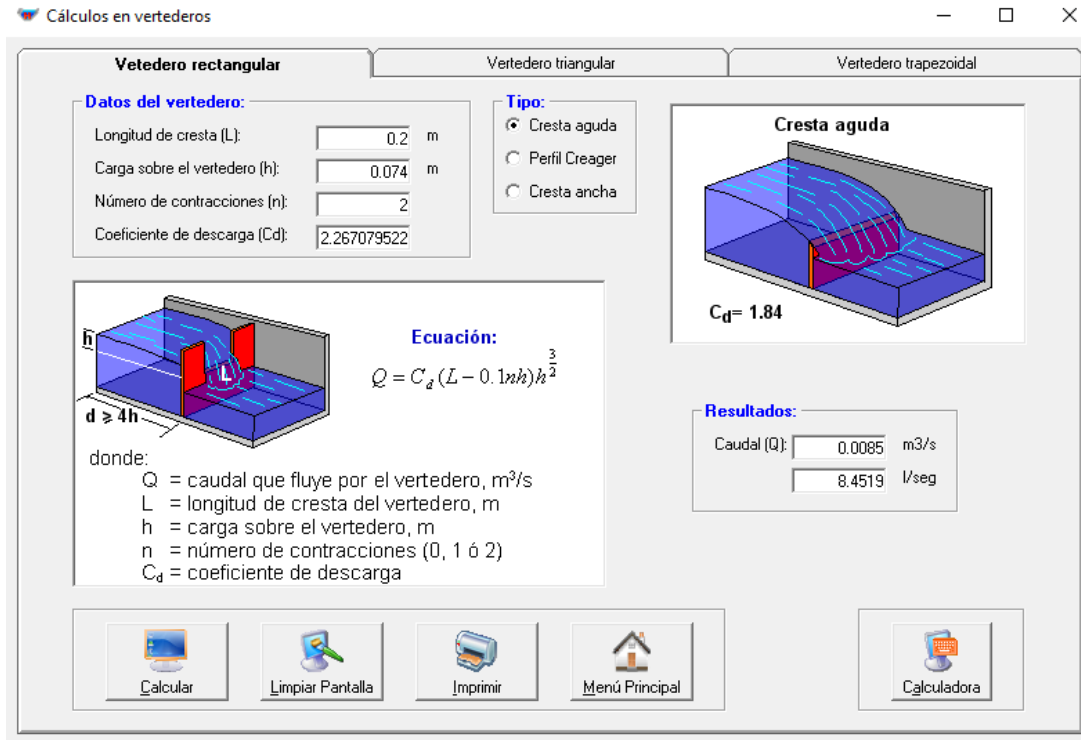 Cálculos en vertederos
Vetedero rectangular
Vertedero triangular
Vertedero trapezoidal
Datos del vertedero:
Longitud de cresta (L): 0.2 m
Carga sobre el vertedero (h): 0.074 m
Número de contracciones (n): 2
Coeficiente de descarga (Cd): 2.267079522
Tipo:
Cresta aguda
Perfil Creager
Cresta ancha
Cresta aguda
Cd= 1.84
h
L
d ⩾ 4h
Ecuación:
Q = C_d (L − 0.1nh)h^{3/2}
donde:
Q = caudal que fluye por el vertedero, m³/s
L = longitud de cresta del vertedero, m
h = carga sobre el vertedero, m
n = número de contracciones (0, 1 ó 2)
Cd = coeficiente de descarga
Resultados:
Caudal (Q): 0.0085 m3/s
8.4519 l/seg
Calcular
Limpiar Pantalla
Imprimir
Menú Principal
Calculadora